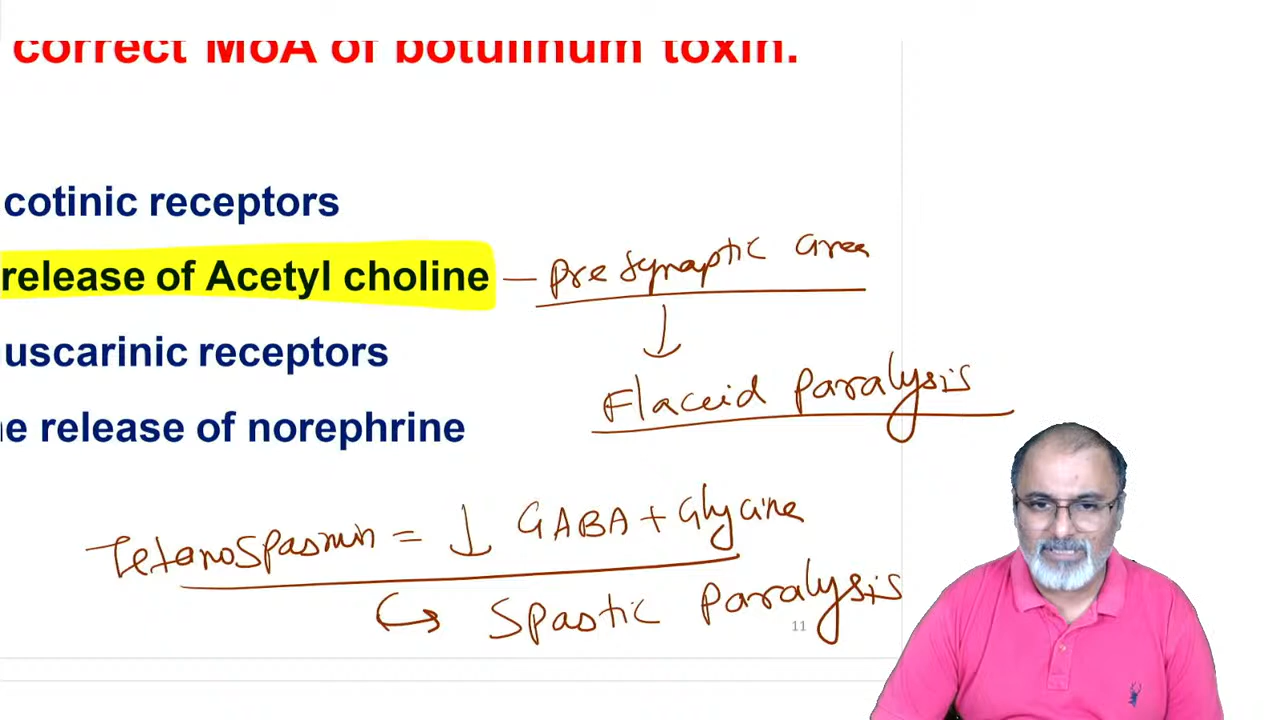 correct MoA of botulinum toxin.
cotinic receptors
release of Acetyl choline - Presynaptic area
↓
uscarinic receptors
Flaccid Paralysis
e release of norephrine
Tetanospasmin = ↓ GABA + Glycine
↪ Spastic Paralysis
11